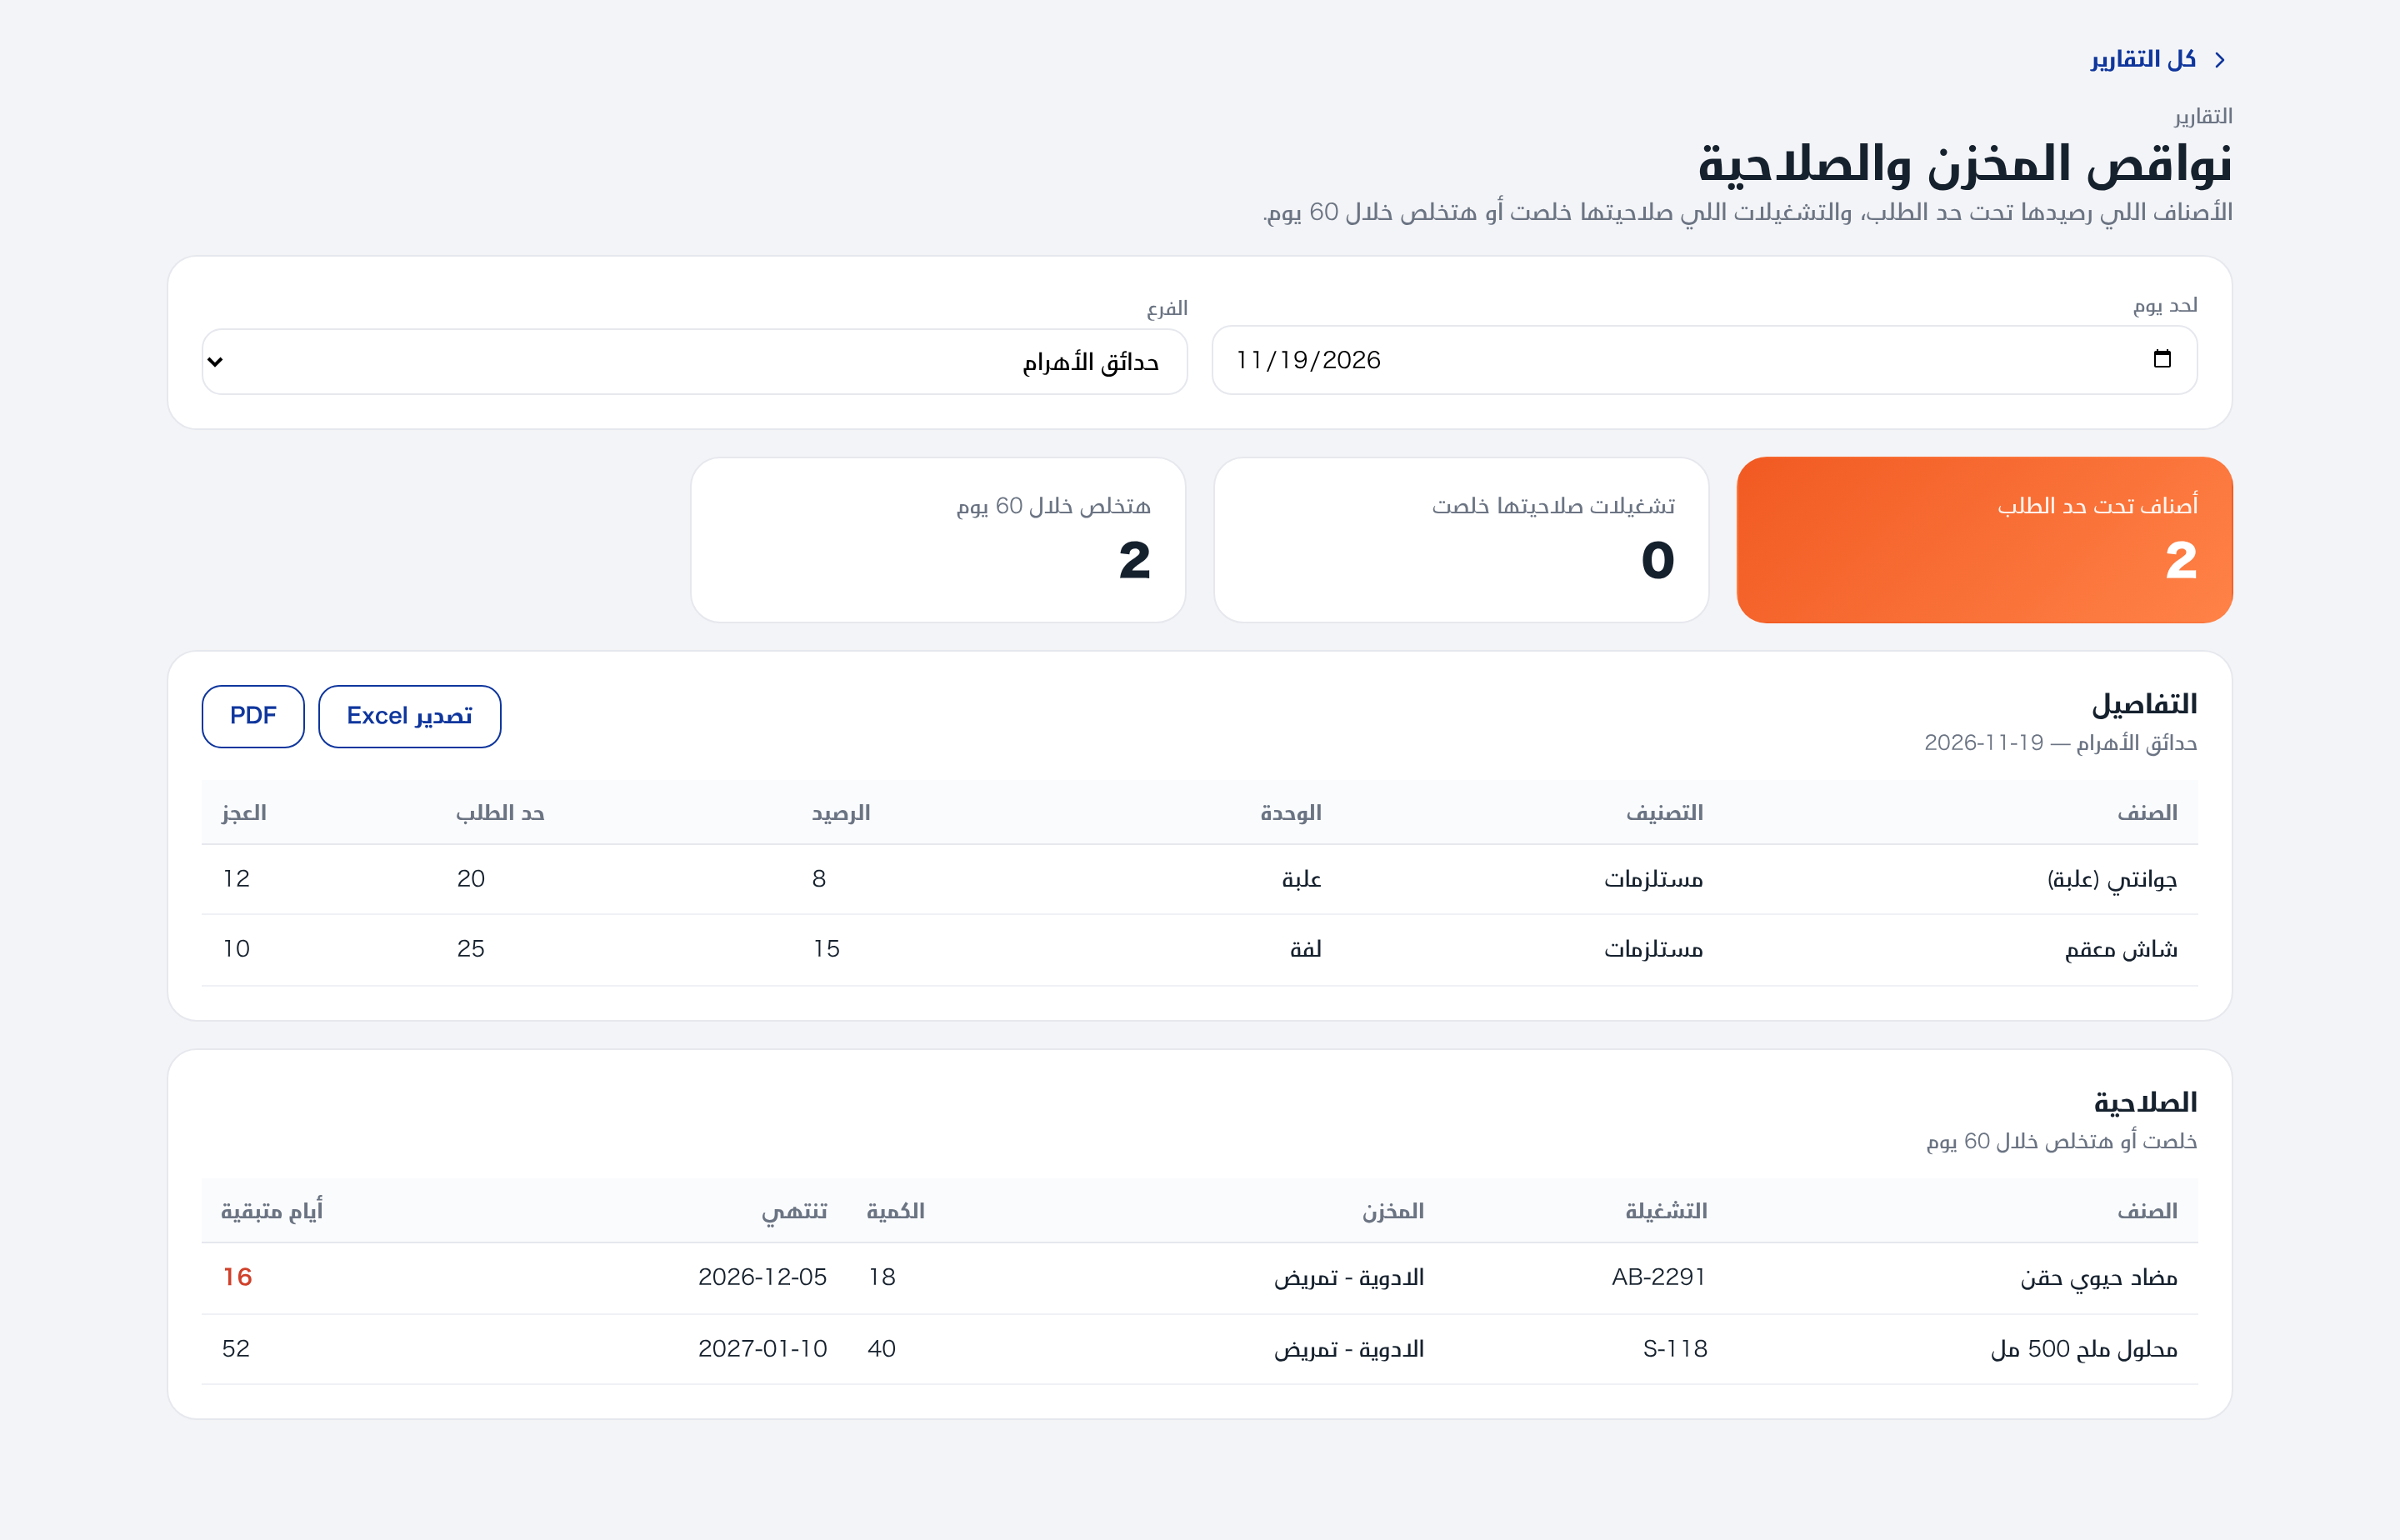 كل التقارير
التقارير
نواقص المخزن والصلاحية
الأصناف اللي رصيدها تحت حد الطلب، والتشغيلات اللي صلاحيتها خلصت أو هتخلص خلال 60 يوم.
لحد يوم
11/19/2026
الفرع
حدائق الأهرام
أصناف تحت حد الطلب
2
تشغيلات صلاحيتها خلصت
0
هتخلص خلال 60 يوم
2
التفاصيل
حدائق الأهرام — 2026-11-19
تصدير Excel
PDF
الصنف التصنيف الوحدة الرصيد حد الطلب العجز
جوانتي (علبة) مستلزمات علبة 8 20 12
شاش معقم مستلزمات لفة 15 25 10
الصلاحية
خلصت أو هتخلص خلال 60 يوم
الصنف التشغيلة المخزن الكمية تنتهي أيام متبقية
مضاد حيوي حقن AB-2291 الادوية - تمريض 18 2026-12-05 16
محلول ملح 500 مل S-118 الادوية - تمريض 40 2027-01-10 52